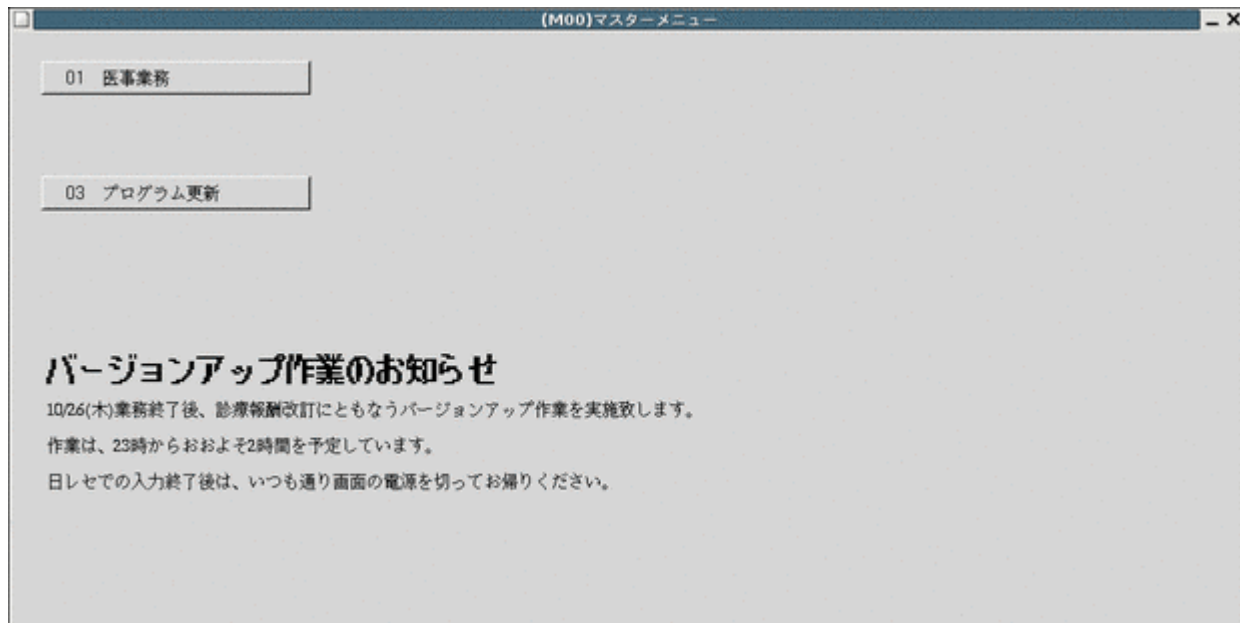 (M00)マスターメニュー
01 医事業務
03 プログラム更新
バージョンアップ作業のお知らせ
10/26(木)業務終了後、診療報酬改訂にともなうバージョンアップ作業を実施致します。
作業は、23時からおおよそ2時間を予定しています。
日レセでの入力終了後は、いつも通り画面の電源を切ってお帰りください。